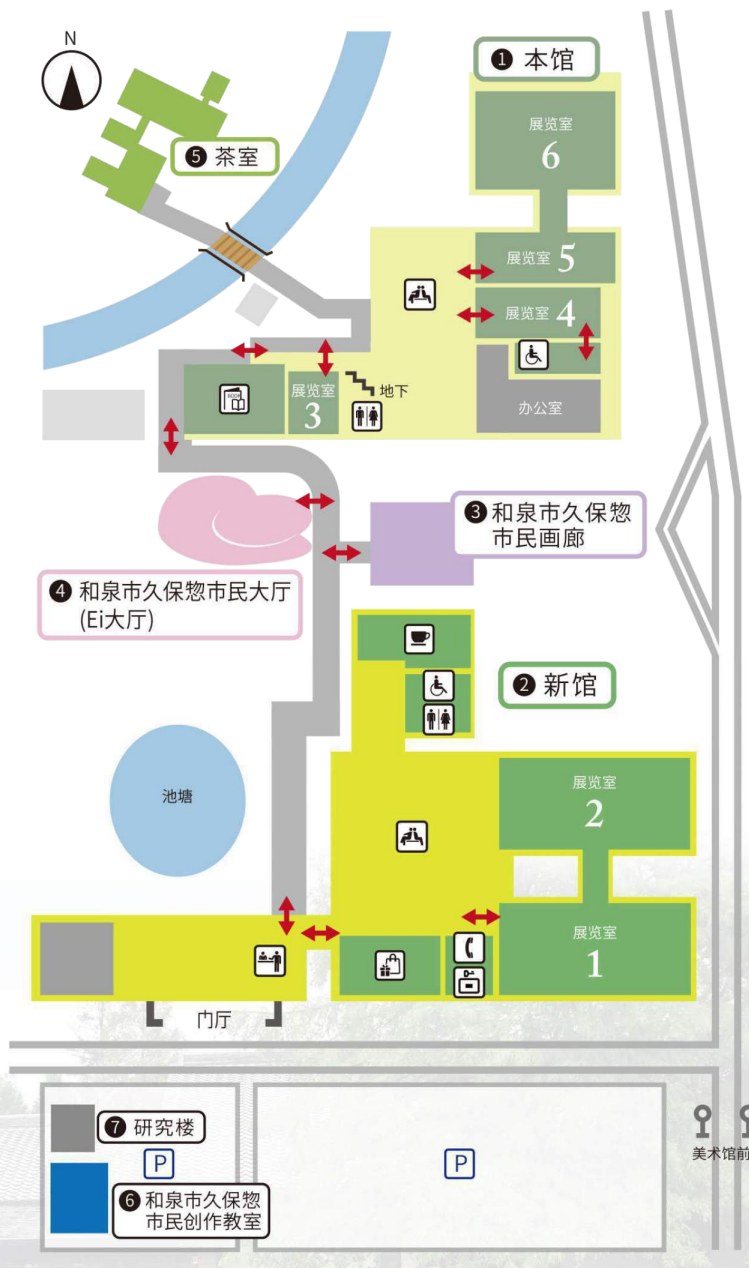 N
❶ 本馆
展览室
6
❺ 茶室
展览室 5
展览室 4
BOOK
展览室
3
地下
办公室
❸ 和泉市久保惣
市民画廊
❹ 和泉市久保惣市民大厅
(Ei大厅)
❷ 新馆
池塘
展览室
2
展览室
1
门厅
❼ 研究楼
P
P
❻ 和泉市久保惣
市民创作教室
美术馆前